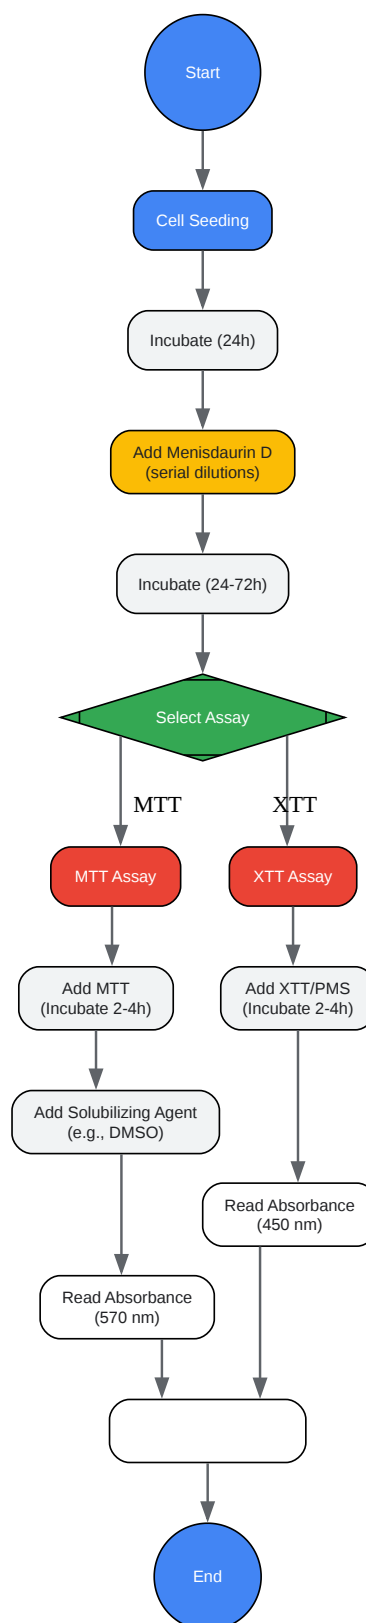 Start
Cell Seeding
Incubate (24h)
Add Menisdaurin D
(serial dilutions)
Incubate (24-72h)
Select Assay
MTT
XTT
MTT Assay
XTT Assay
Add MTT
(Incubate 2-4h)
Add XTT/PMS
(Incubate 2-4h)
Add Solubilizing Agent
(e.g., DMSO)
Read Absorbance
(450 nm)
Read Absorbance
(570 nm)
End